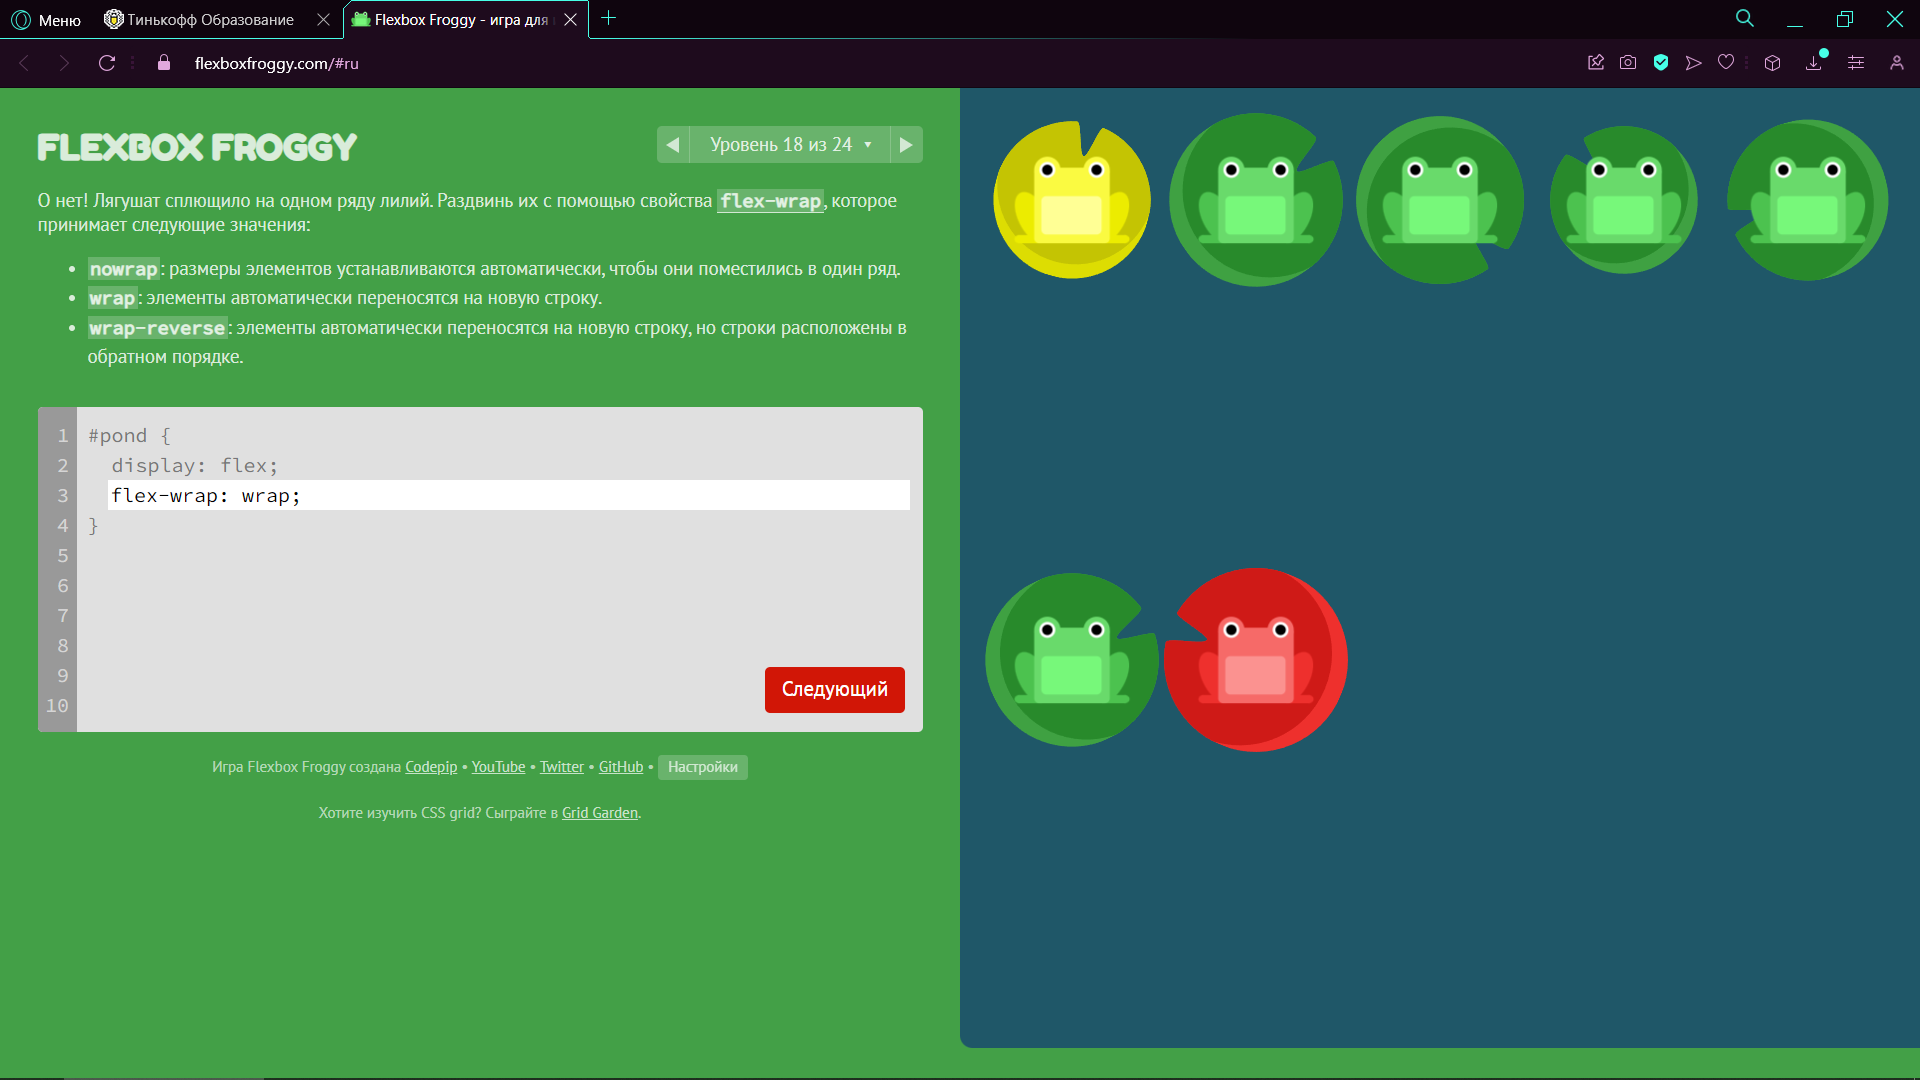 Меню
Тинькофф Образование
Flexbox Froggy - игра для
flexboxfroggy.com/#ru
FLEXBOX FROGGY
Уровень 18 из 24
О нет! Лягушат сплющило на одном ряду лилий. Раздвинь их с помощью свойства flex-wrap, которое
принимает следующие значения:
• nowrap: размеры элементов устанавливаются автоматически, чтобы они поместились в один ряд.
• wrap: элементы автоматически переносятся на новую строку.
• wrap-reverse: элементы автоматически переносятся на новую строку, но строки расположены в
обратном порядке.
1 #pond {
2 display: flex;
3 flex-wrap: wrap;
4 }
5
6
7
8
9
10
Следующий
Игра Flexbox Froggy создана Codepip • YouTube • Twitter • GitHub • Настройки
Хотите изучить CSS grid? Сыграйте в Grid Garden.